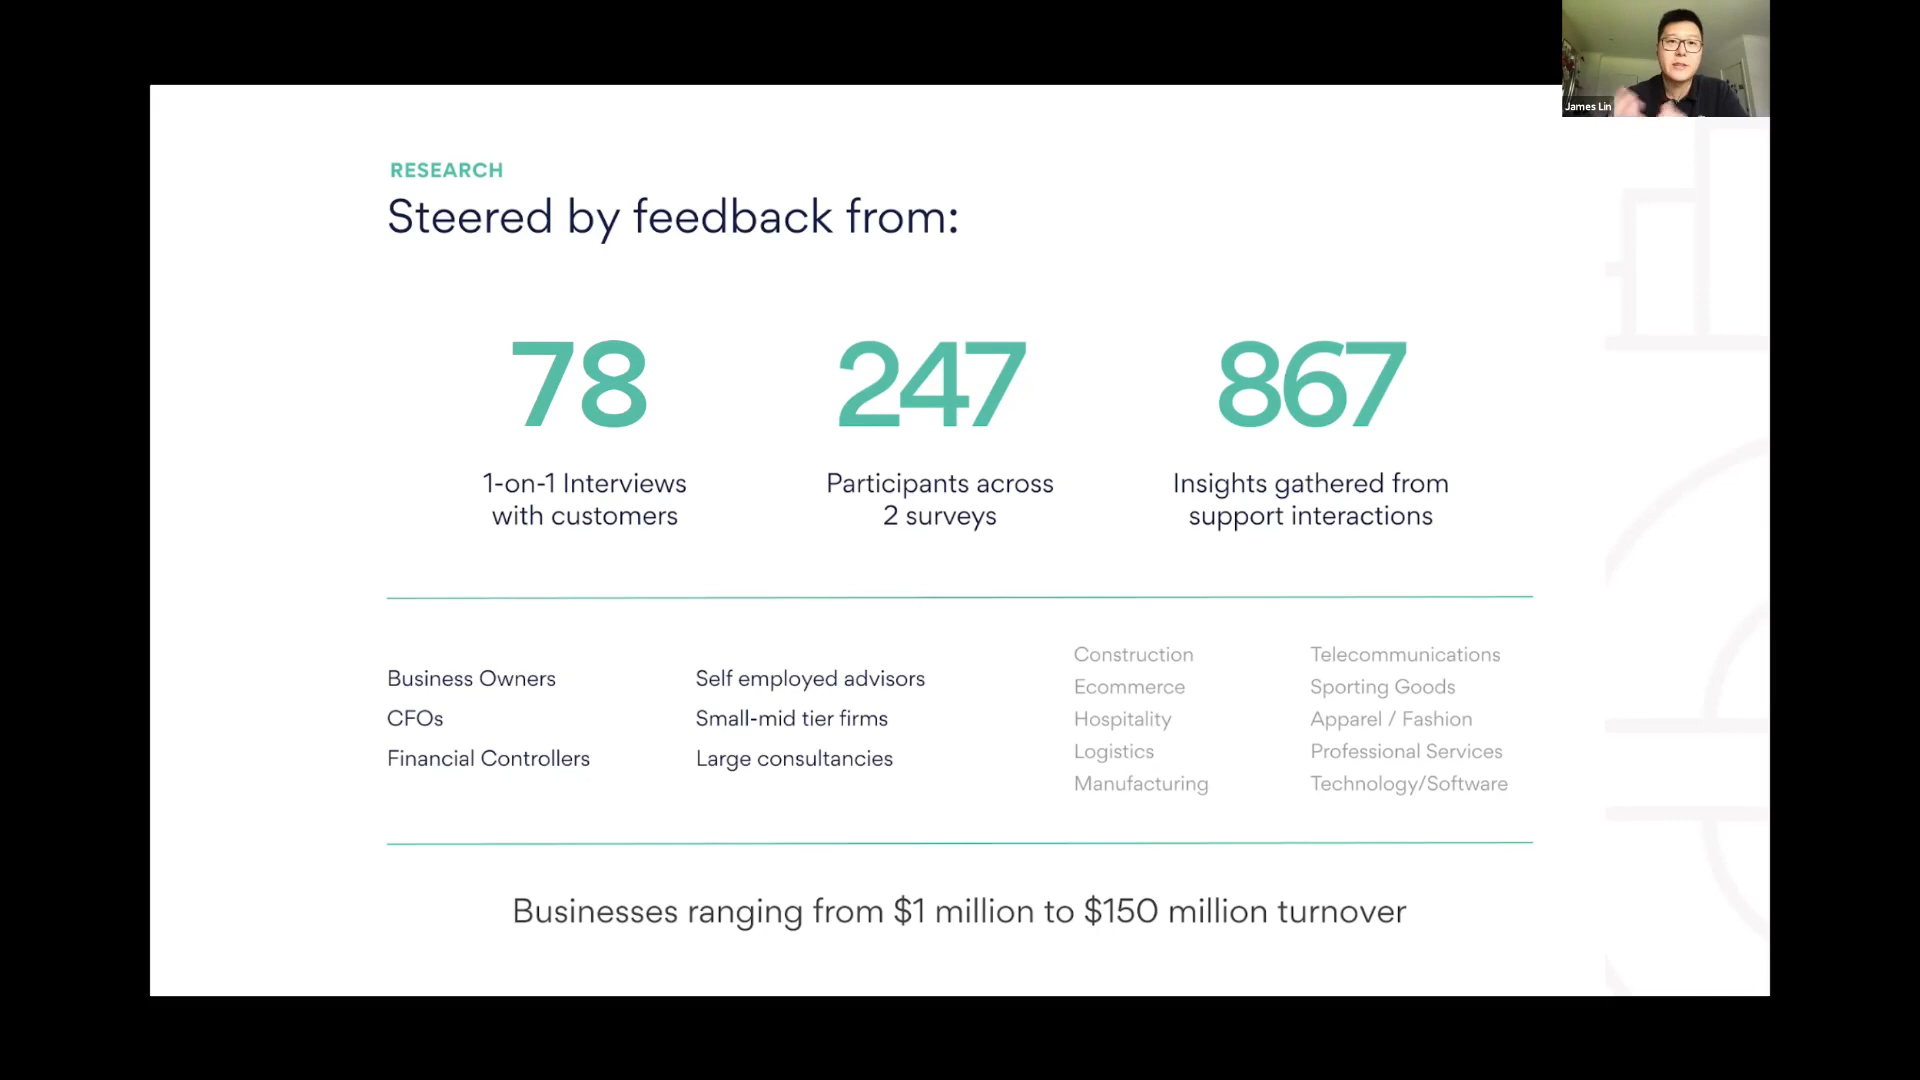 James Lin
RESEARCH
Steered by feedback from:
78
1-on-1 Interviews
with customers
247
Participants across
2 surveys
867
Insights gathered from
support interactions
Business Owners
CFOs
Financial Controllers
Self employed advisors
Small-mid tier firms
Large consultancies
Construction
Ecommerce
Hospitality
Logistics
Manufacturing
Telecommunications
Sporting Goods
Apparel / Fashion
Professional Services
Technology/Software
Businesses ranging from $1 million to $150 million turnover